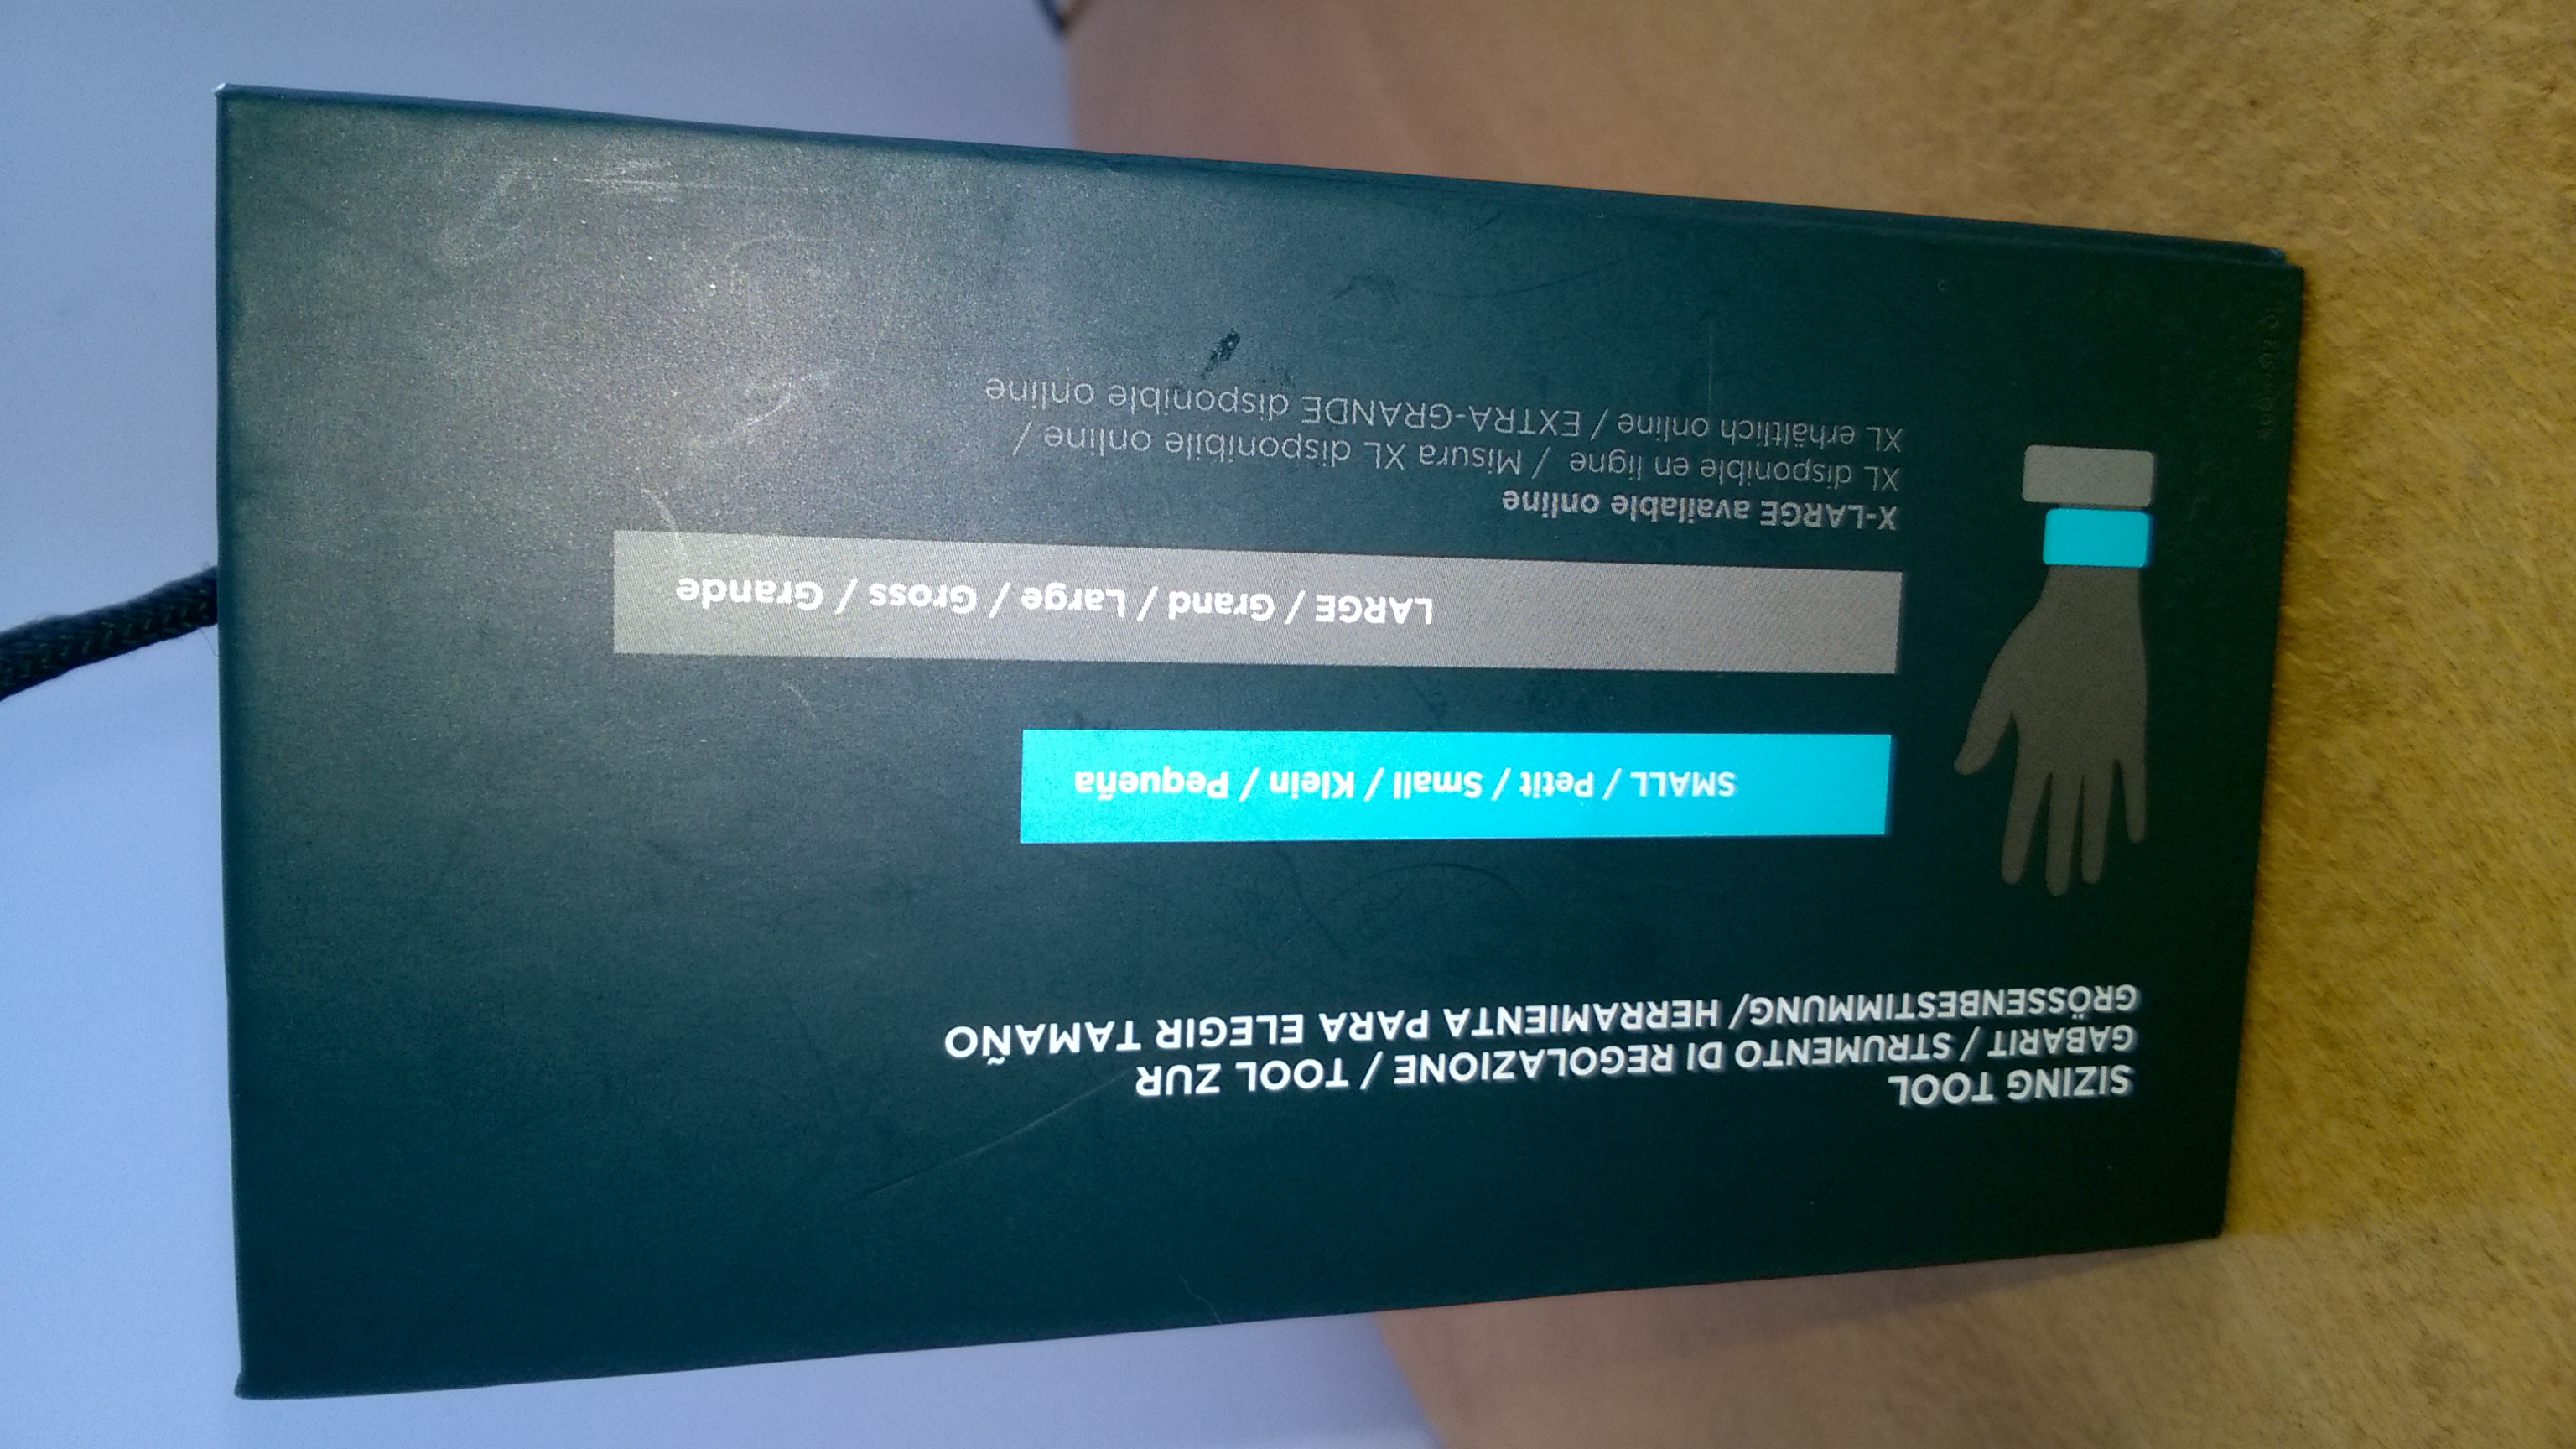 SIZING TOOL
GABARIT / STRUMENTO DI REGOLAZIONE / TOOL ZUR
GRÖSSENBESTIMMUNG/ HERRAMIENTA PARA ELEGIR TAMAÑO
SMALL / Petit / Small / Klein / Pequeña
LARGE / Grand / Large / Gross / Grande
X-LARGE available online
XL disponible en ligne / Misura XL disponibile online /
XL erhältlich online / EXTRA-GRANDE disponible online